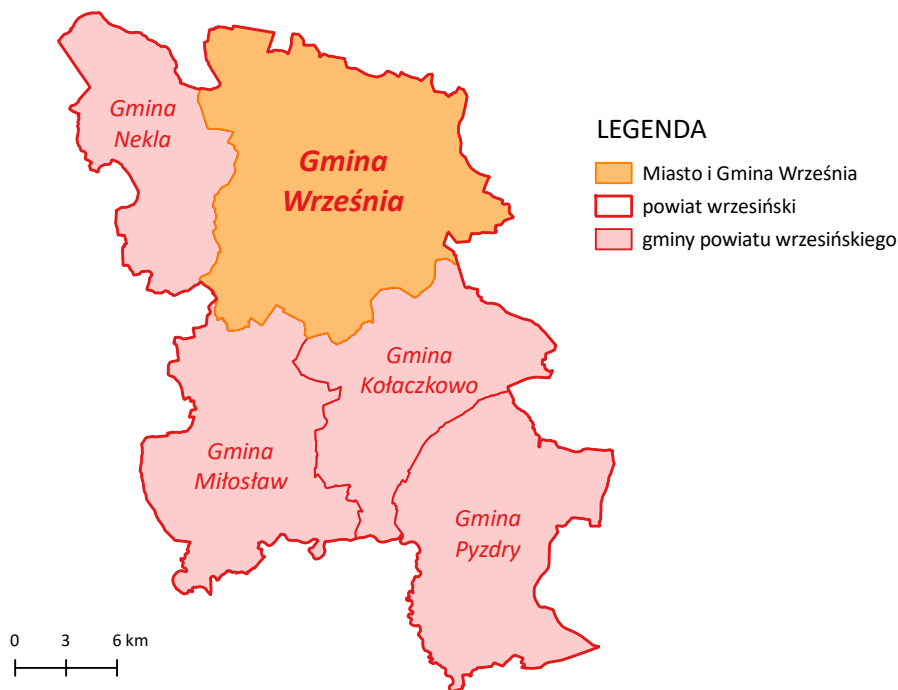 Gmina
Nekla
Gmina
Września
LEGENDA
Miasto i Gmina Września
powiat wrzesiński
gminy powiatu wrzesińskiego
Gmina
Kołaczkowo
Gmina
Miłosław
Gmina
Pyzdry
0 3 6 km